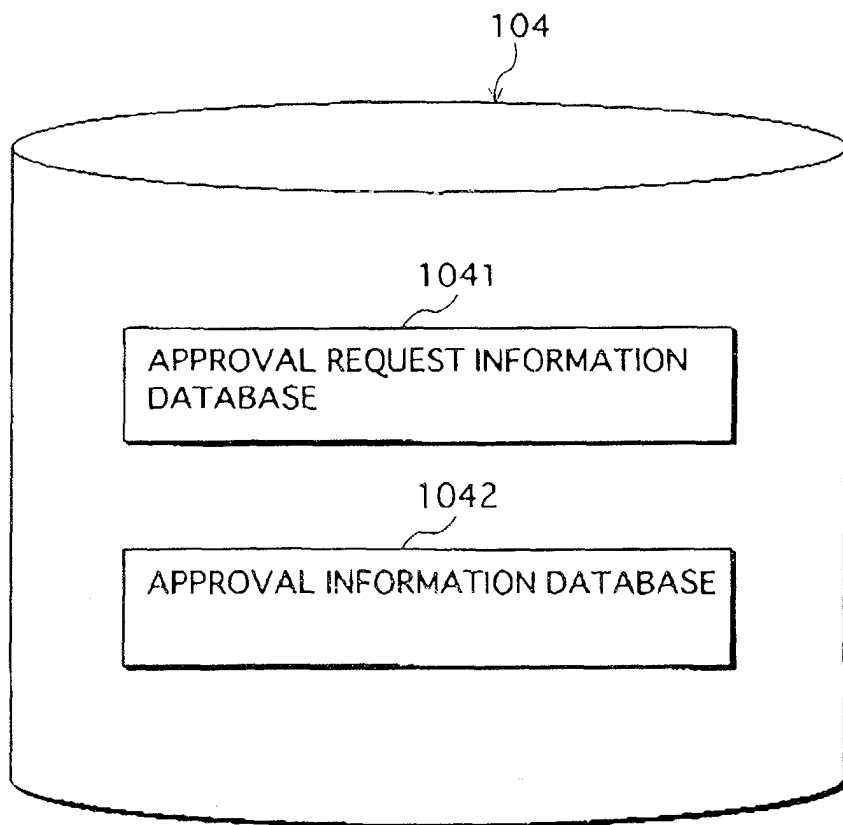 104
1041
APPROVAL REQUEST INFORMATION
DATABASE
1042
APPROVAL INFORMATION DATABASE